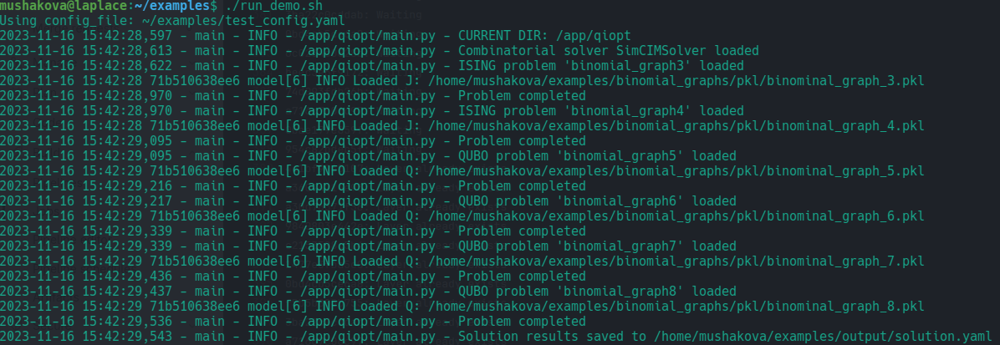 mushakova@laplace:~/examples$ ./run_demo.sh
Using config_file: ~/examples/test_config.yaml
2023-11-16 15:42:28,597 - main - INFO - /app/qiopt/main.py - CURRENT DIR: /app/qiopt
2023-11-16 15:42:28,613 - main - INFO - /app/qiopt/main.py - Combinatorial solver SimCIMSolver loaded
2023-11-16 15:42:28,622 - main - INFO - /app/qiopt/main.py - ISING problem 'binomial_graph3' loaded
2023-11-16 15:42:28 71b510638ee6 model[6] INFO Loaded J: /home/mushakova/examples/binomial_graphs/pkl/binominal_graph_3.pkl
2023-11-16 15:42:28,970 - main - INFO - /app/qiopt/main.py - Problem completed
2023-11-16 15:42:28,970 - main - INFO - /app/qiopt/main.py - ISING problem 'binomial_graph4' loaded
2023-11-16 15:42:28 71b510638ee6 model[6] INFO Loaded J: /home/mushakova/examples/binomial_graphs/pkl/binominal_graph_4.pkl
2023-11-16 15:42:29,095 - main - INFO - /app/qiopt/main.py - Problem completed
2023-11-16 15:42:29,095 - main - INFO - /app/qiopt/main.py - QUBO problem 'binomial_graph5' loaded
2023-11-16 15:42:29 71b510638ee6 model[6] INFO Loaded Q: /home/mushakova/examples/binomial_graphs/pkl/binominal_graph_5.pkl
2023-11-16 15:42:29,216 - main - INFO - /app/qiopt/main.py - Problem completed
2023-11-16 15:42:29,217 - main - INFO - /app/qiopt/main.py - QUBO problem 'binomial_graph6' loaded
2023-11-16 15:42:29 71b510638ee6 model[6] INFO Loaded Q: /home/mushakova/examples/binomial_graphs/pkl/binominal_graph_6.pkl
2023-11-16 15:42:29,339 - main - INFO - /app/qiopt/main.py - Problem completed
2023-11-16 15:42:29,339 - main - INFO - /app/qiopt/main.py - QUBO problem 'binomial_graph7' loaded
2023-11-16 15:42:29 71b510638ee6 model[6] INFO Loaded Q: /home/mushakova/examples/binomial_graphs/pkl/binominal_graph_7.pkl
2023-11-16 15:42:29,436 - main - INFO - /app/qiopt/main.py - Problem completed
2023-11-16 15:42:29,437 - main - INFO - /app/qiopt/main.py - QUBO problem 'binomial_graph8' loaded
2023-11-16 15:42:29 71b510638ee6 model[6] INFO Loaded Q: /home/mushakova/examples/binomial_graphs/pkl/binominal_graph_8.pkl
2023-11-16 15:42:29,536 - main - INFO - /app/qiopt/main.py - Problem completed
2023-11-16 15:42:29,543 - main - INFO - /app/qiopt/main.py - Solution results saved to /home/mushakova/examples/output/solution.yaml